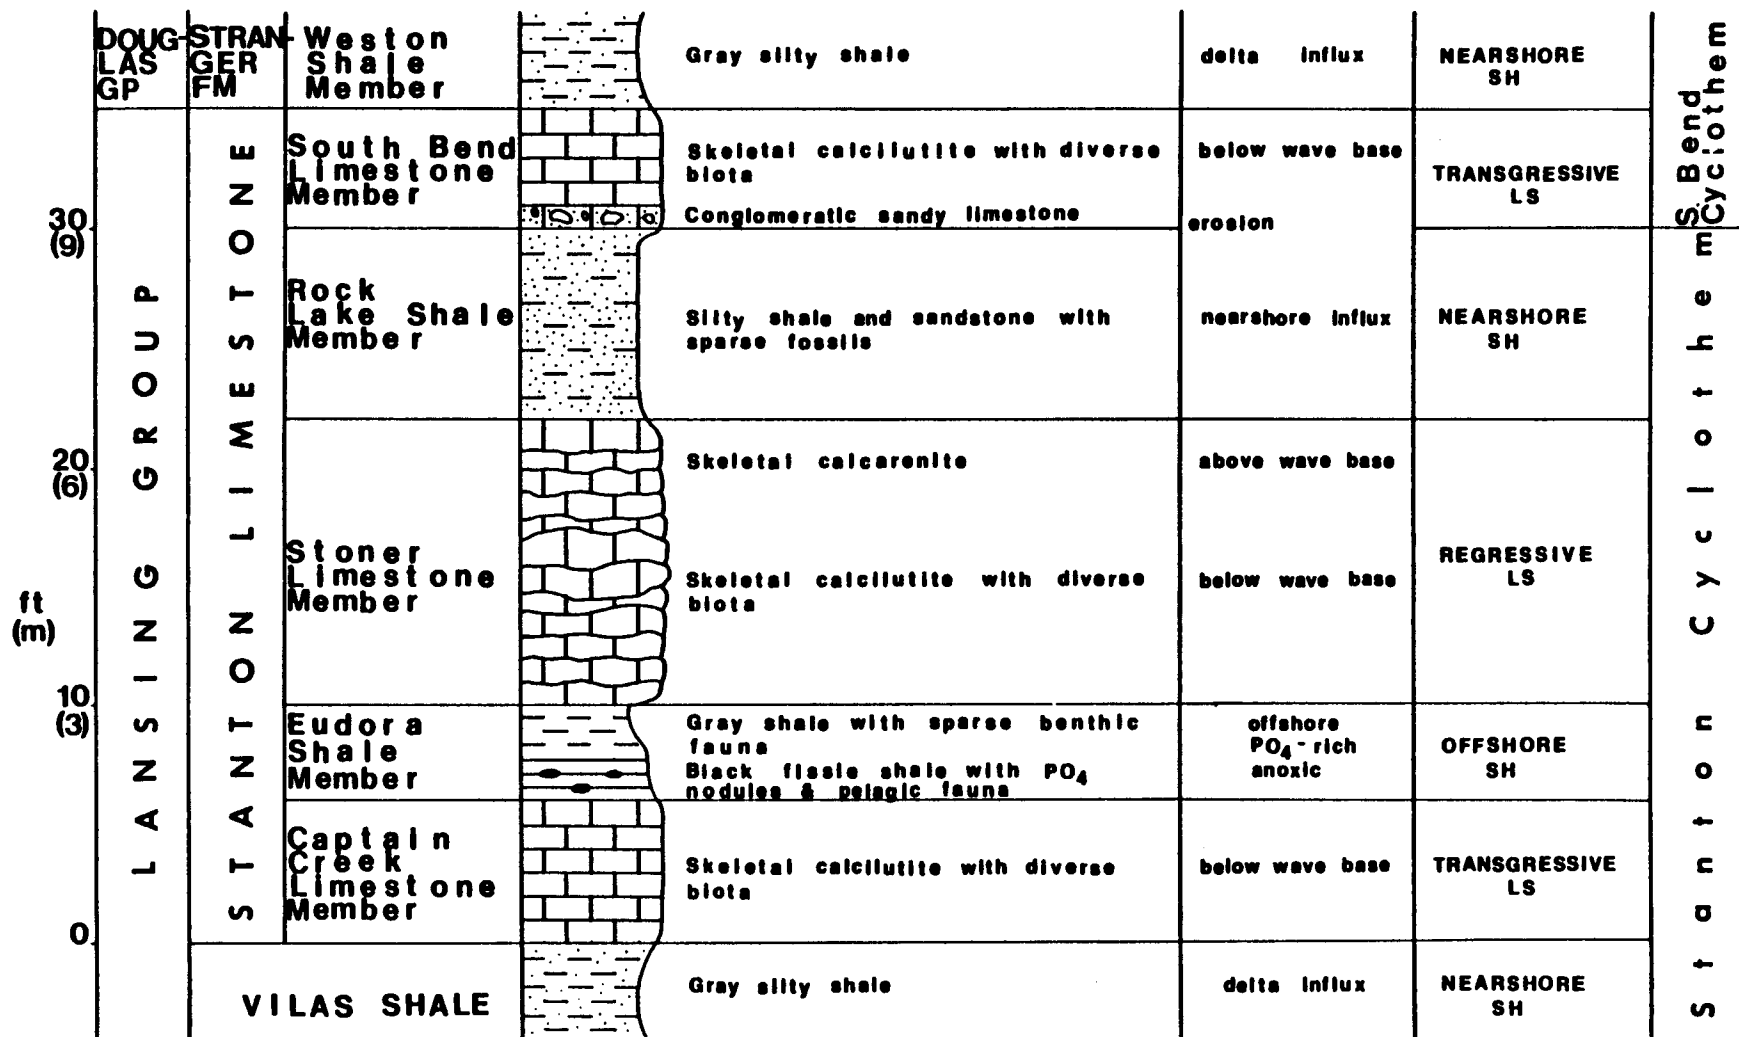 DOUG-
LAS
GP
STRAN-
GER
FM
Weston
Shale
Member
Gray silty shale
delta influx
NEARSHORE
SH
South Bend
Limestone
Member
Skeletal calcilutite with diverse
biota
Conglomeratic sandy limestone
below wave base
erosion
TRANSGRESSIVE
LS
S. Bend
Cyclothem
30
(9)
Rock
Lake Shale
Member
Silty shale and sandstone with
sparse fossils
nearshore influx
NEARSHORE
SH
20
(6)
Stoner
Limestone
Member
Skeletal calcarenite
above wave base
Skeletal calcilutite with diverse
biota
below wave base
REGRESSIVE
LS
ft
(m)
10
(3)
Eudora
Shale
Member
Gray shale with sparse benthic
fauna
Black fissle shale with PO4
nodules & pelagic fauna
offshore
PO4-rich
anoxic
OFFSHORE
SH
Captain
Creek
Limestone
Member
Skeletal calcilutite with diverse
biota
below wave base
TRANSGRESSIVE
LS
0
VILAS SHALE
Gray silty shale
delta influx
NEARSHORE
SH
LANSING GROUP
STANTON LIMESTONE
Stanton Cyclothem